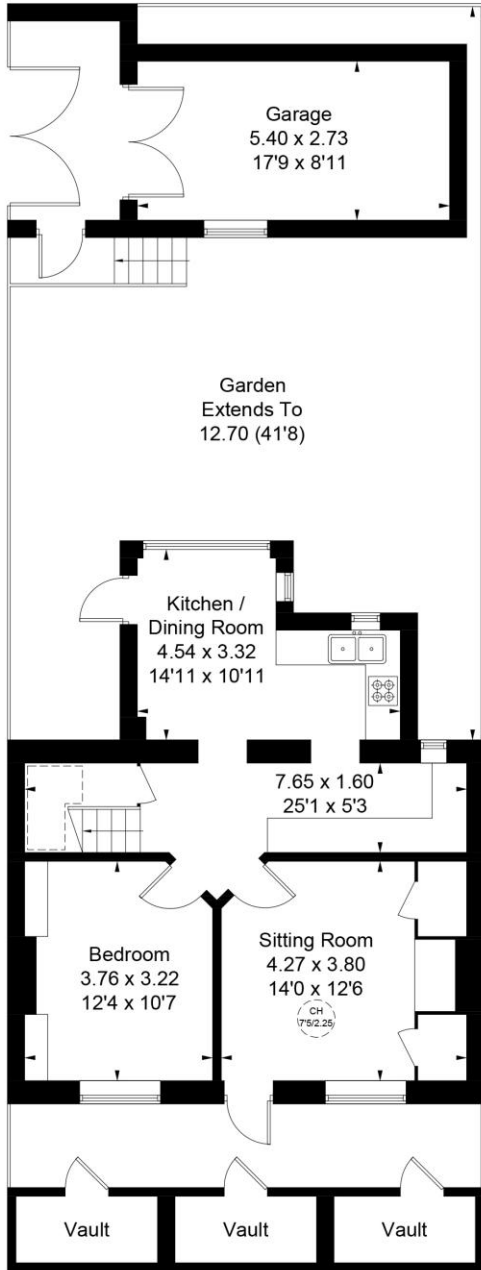 Garage
5.40 x 2.73
17'9 x 8'11
Garden
Extends To
12.70 (41'8)
Kitchen /
Dining Room
4.54 x 3.32
14'11 x 10'11
7.65 x 1.60
25'1 x 5'3
Bedroom
3.76 x 3.22
12'4 x 10'7
Sitting Room
4.27 x 3.80
14'0 x 12'6
CH
7'5/2.25
Vault
Vault
Vault